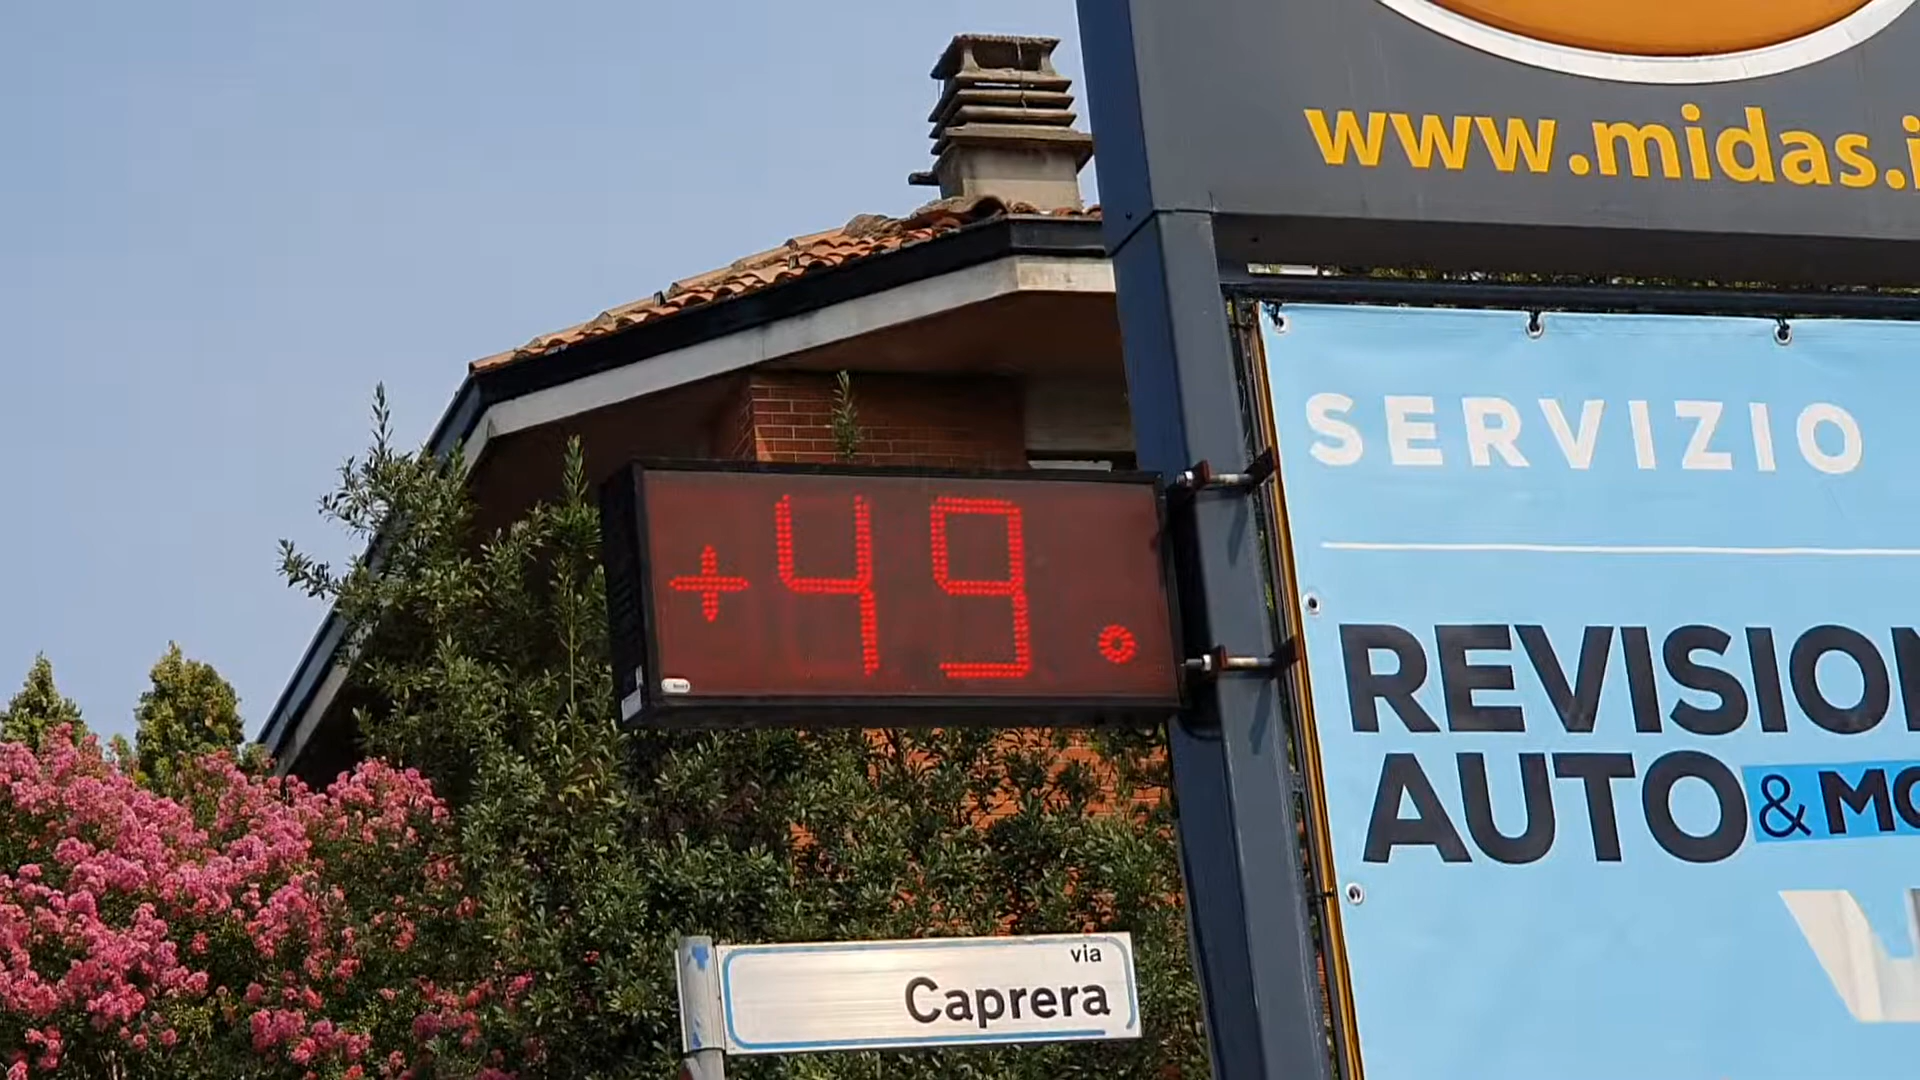 www.midas.i
SERVIZIO
+49°
REVISION
AUTO & MO
via
Caprera